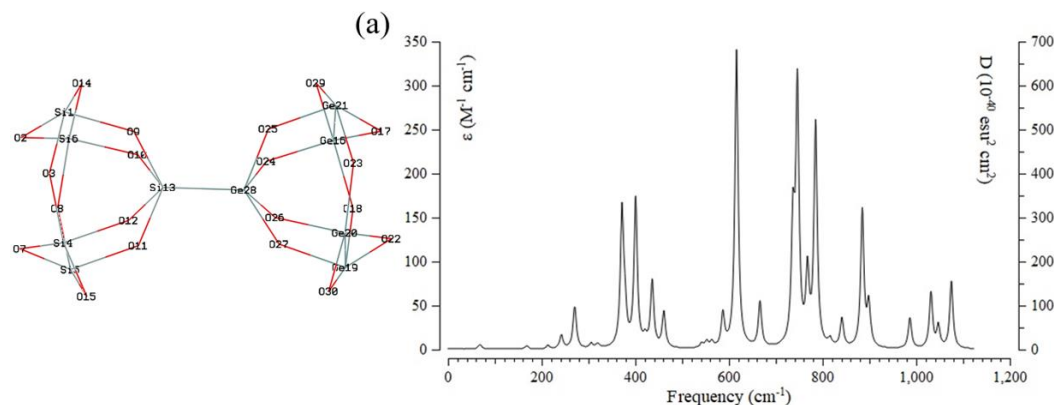 (a)
O14
Si1
O2
Si6
O9
O10
O3
Si13
O8
O12
Si4
O7
O11
O15
O29
Ge21
O25
O17
Ge16
O24
O23
Ge28
O18
O26
Ge20
O22
O27
Ge19
O30
350
300
250
200
150
100
50
0
ε (M-1 cm-1)
700
600
500
400
300
200
100
0
D (10-40 esu2 cm2)
0
200
400
600
800
1,000
1,200
Frequency (cm-1)